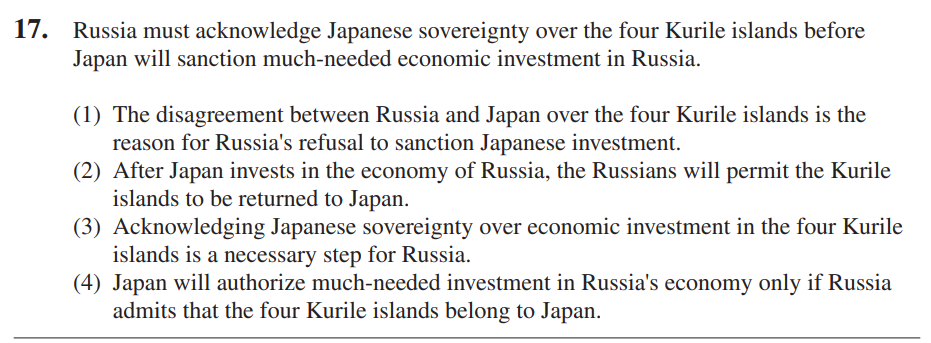 17. Russia must acknowledge Japanese sovereignty over the four Kurile islands before
Japan will sanction much-needed economic investment in Russia.
(1) The disagreement between Russia and Japan over the four Kurile islands is the
reason for Russia's refusal to sanction Japanese investment.
(2) After Japan invests in the economy of Russia, the Russians will permit the Kurile
islands to be returned to Japan.
(3) Acknowledging Japanese sovereignty over economic investment in the four Kurile
islands is a necessary step for Russia.
(4) Japan will authorize much-needed investment in Russia's economy only if Russia
admits that the four Kurile islands belong to Japan.